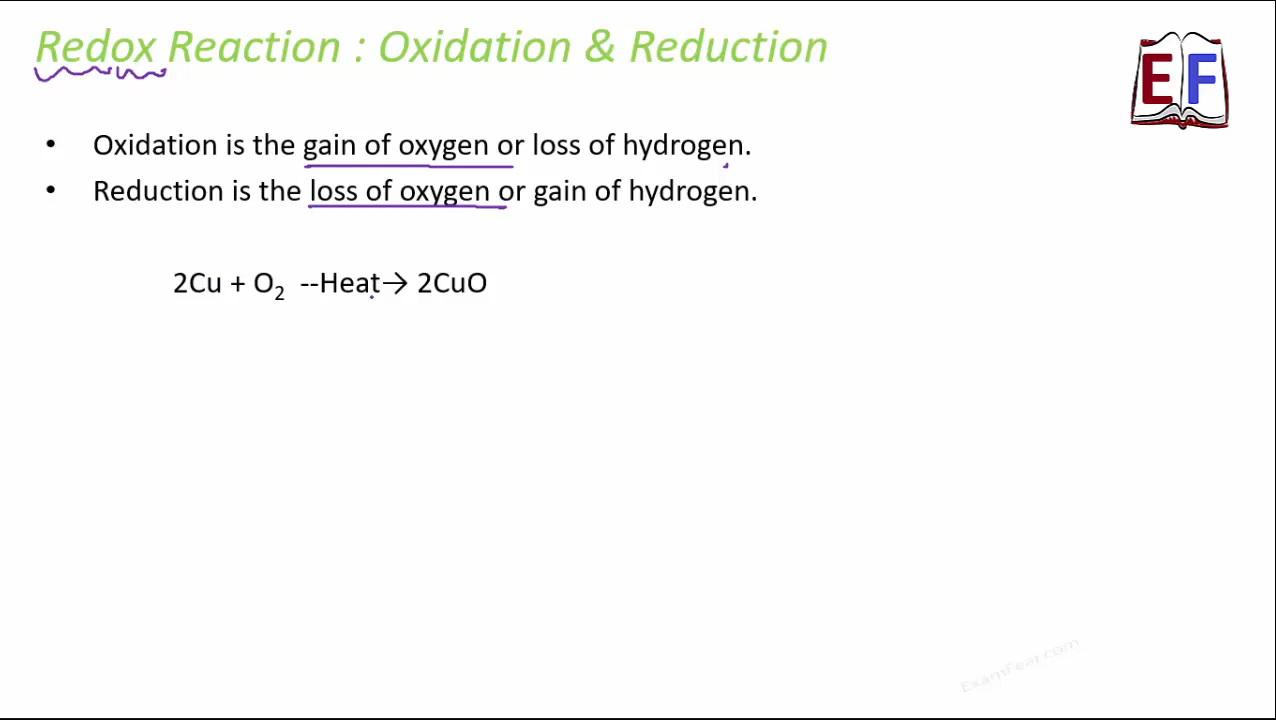 Redox Reaction : Oxidation & Reduction
EF
• Oxidation is the gain of oxygen or loss of hydrogen.
• Reduction is the loss of oxygen or gain of hydrogen.
2Cu + O₂ --Heat→ 2CuO
ExamFear.com